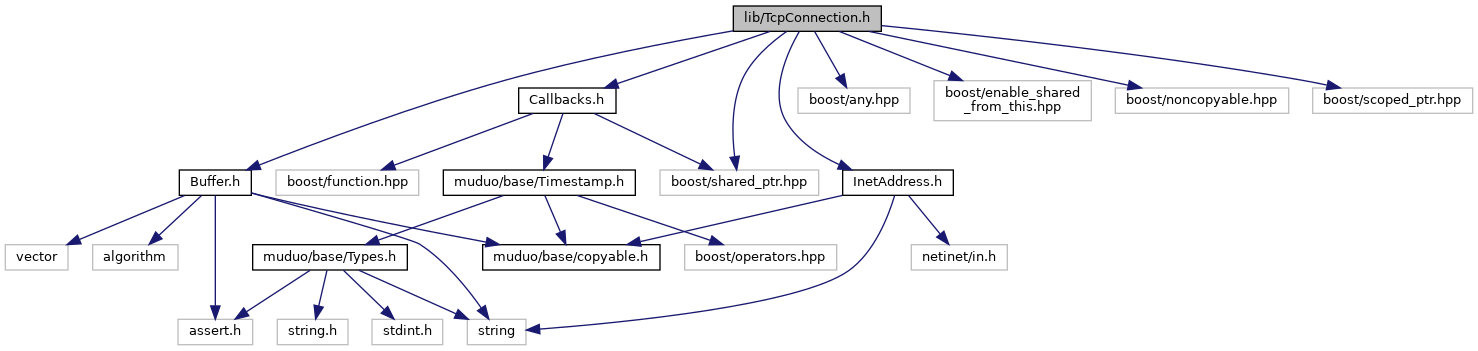 lib/TcpConnection.h
Callbacks.h
boost/any.hpp
boost/enable_shared
_from_this.hpp
boost/noncopyable.hpp
boost/scoped_ptr.hpp
Buffer.h
boost/function.hpp
muduo/base/Timestamp.h
boost/shared_ptr.hpp
InetAddress.h
vector
algorithm
muduo/base/Types.h
muduo/base/copyable.h
boost/operators.hpp
netinet/in.h
assert.h
string.h
stdint.h
string